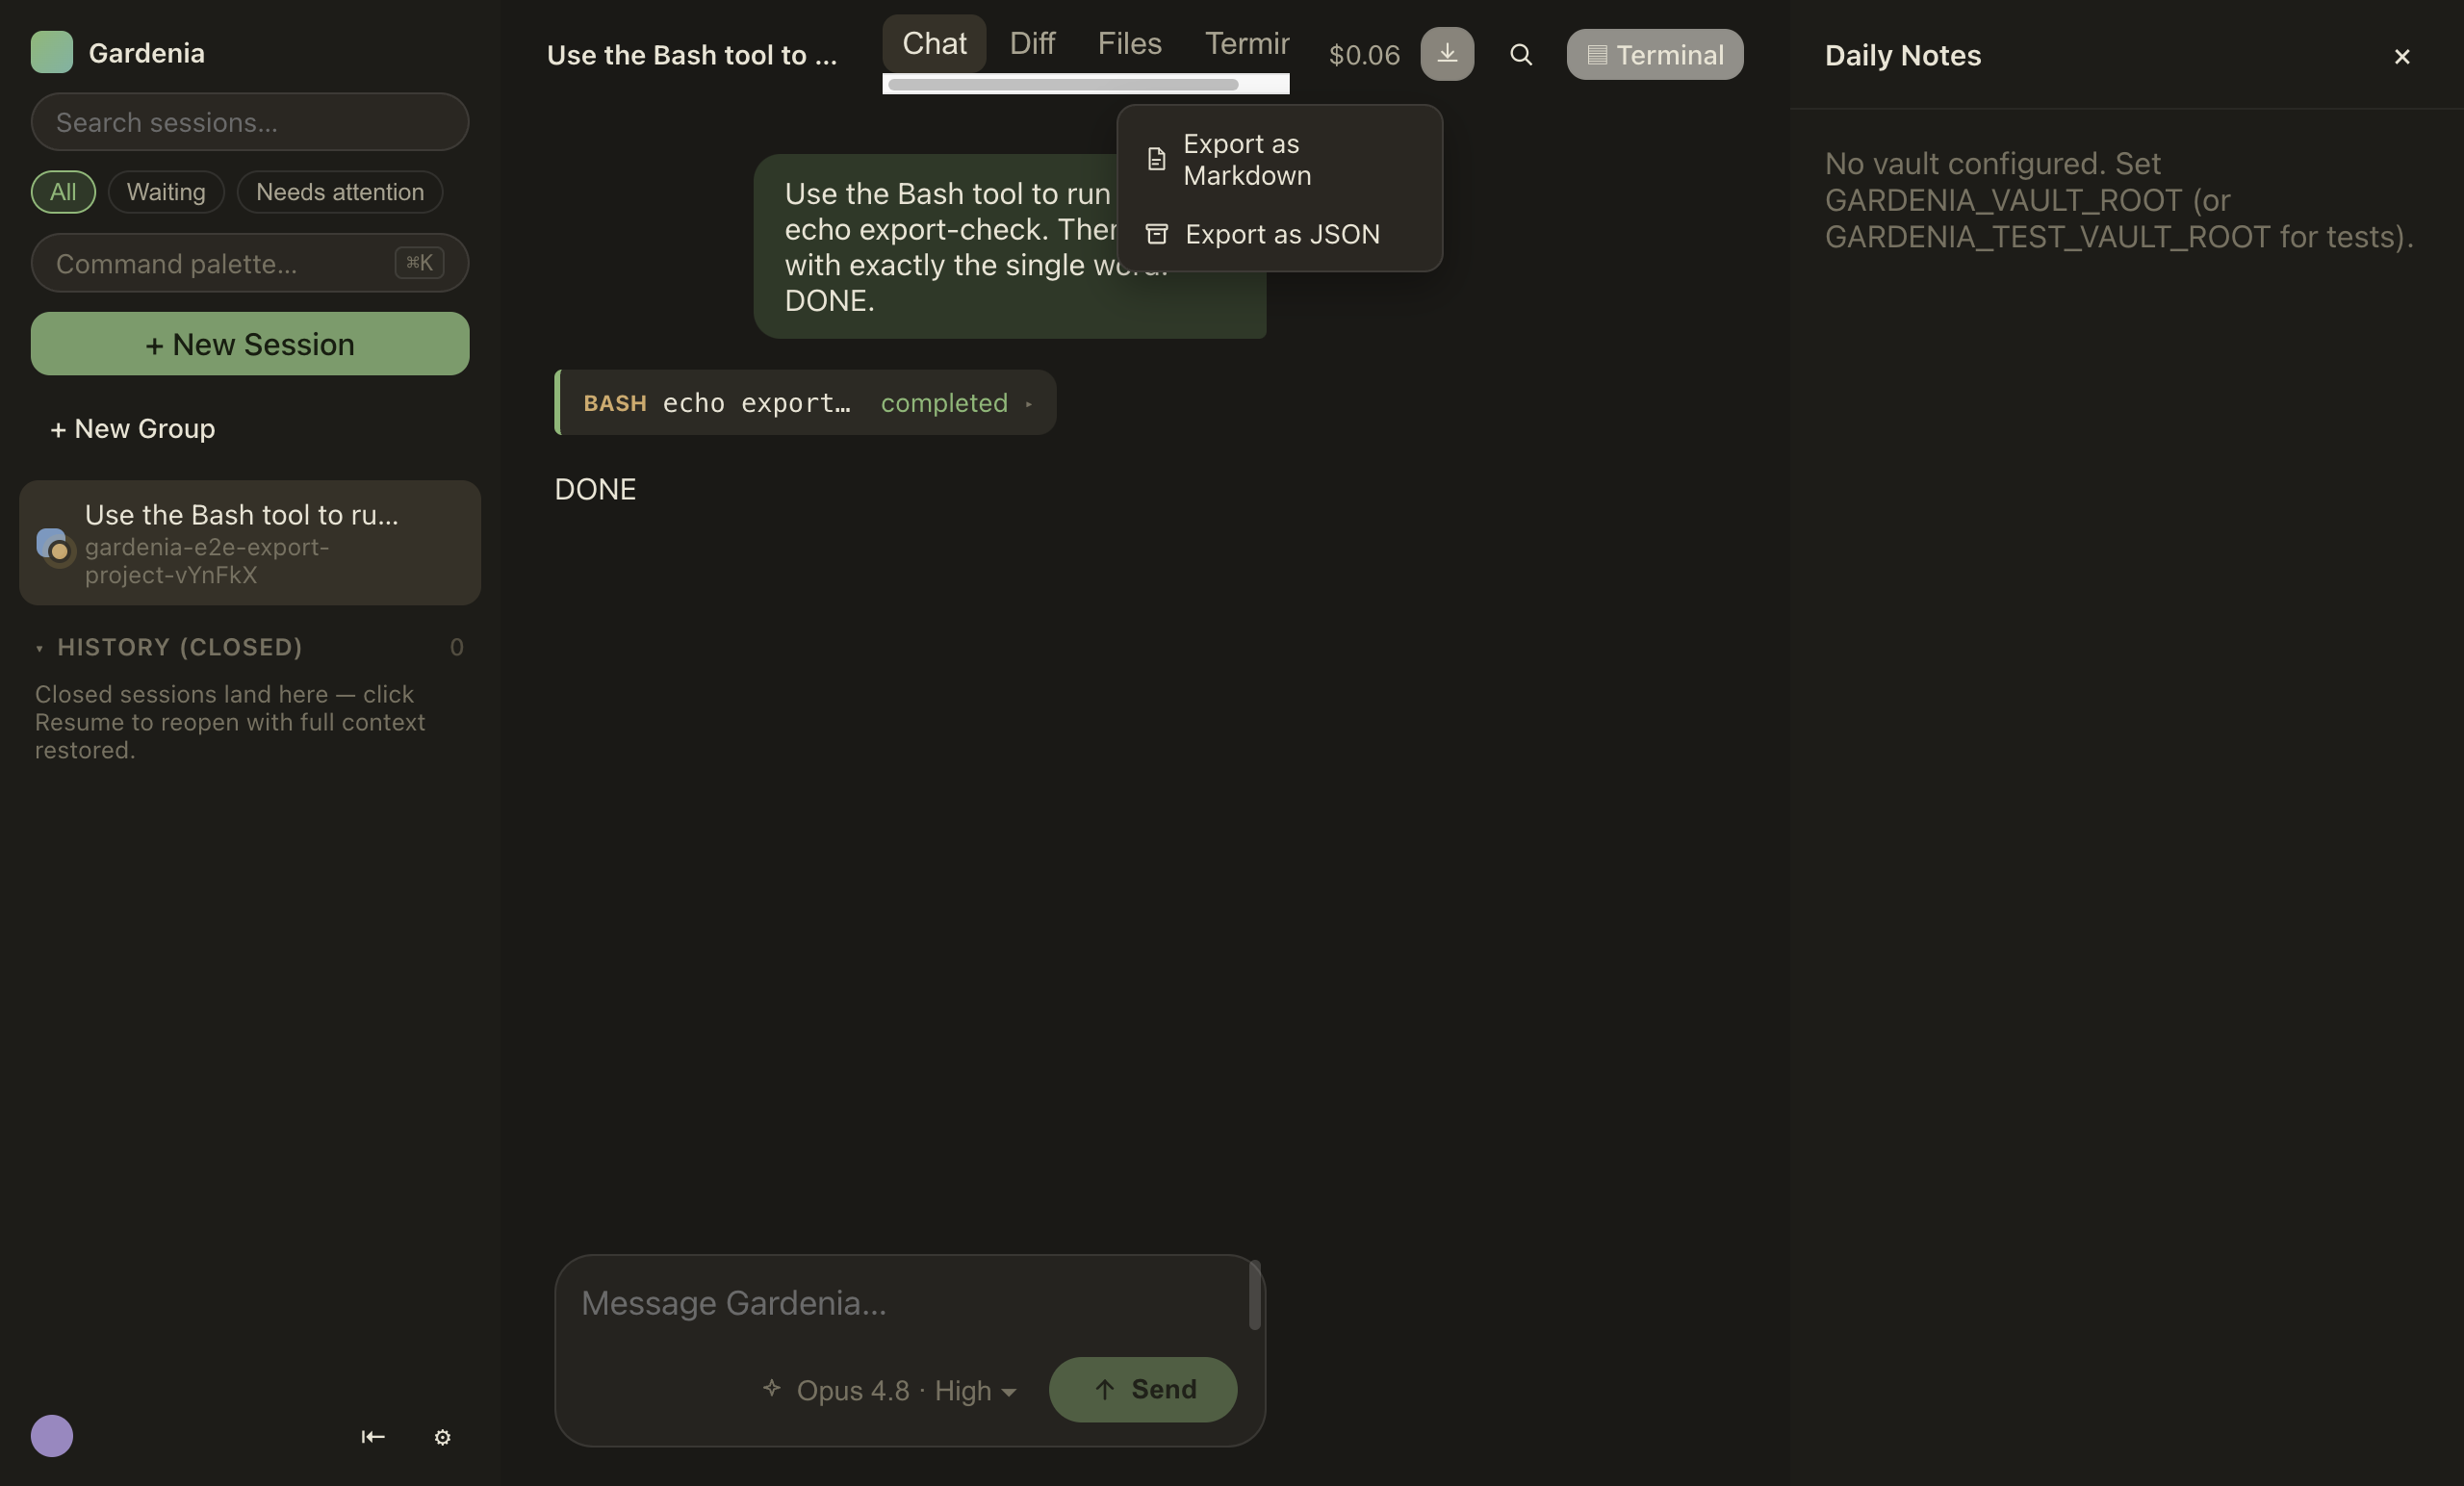 Gardenia
Search sessions...
All
Waiting
Needs attention
Command palette...
⌘K
+ New Session
+ New Group
Use the Bash tool to ru...
gardenia-e2e-export-
project-vYnFkX
HISTORY (CLOSED)
0
Closed sessions land here — click
Resume to reopen with full context
restored.
Use the Bash tool to ...
Chat
Diff
Files
$0.06
Terminal
Export as
Markdown
Export as JSON
Use the Bash tool to run
echo export-check.
with exactly the single
DONE.
BASH echo export… completed
DONE
Message Gardenia...
Opus 4.8 · High
Send
Daily Notes
No vault configured. Set
GARDENIA_VAULT_ROOT (or
GARDENIA_TEST_VAULT_ROOT for tests).